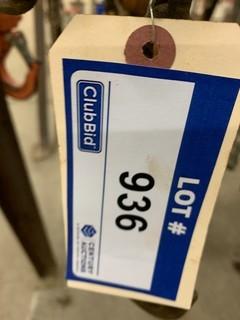 LOT #
936
ClubBid
CENTURY
AUCTIONS